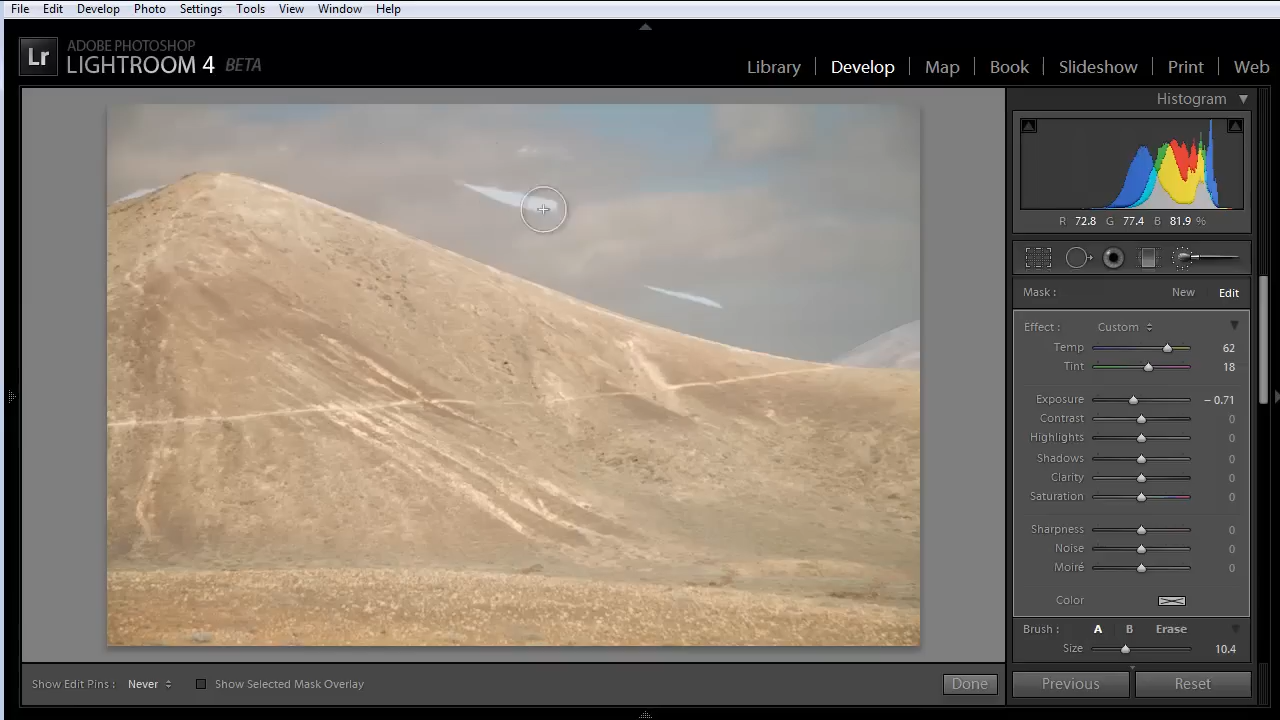 File Edit Develop Photo Settings Tools View Window Help
Lr ADOBE PHOTOSHOP
LIGHTROOM 4 BETA
Library Develop Map Book Slideshow Print Web
Histogram
R 72.8 G 77.4 B 81.9 %
Mask : New Edit
Effect : Custom
Temp 62
Tint 18
Exposure – 0.71
Contrast 0
Highlights 0
Shadows 0
Clarity 0
Saturation 0
Sharpness 0
Noise 0
Moiré 0
Color
Brush : A B Erase
Size 10.4
Show Edit Pins : Never Show Selected Mask Overlay Done Previous Reset